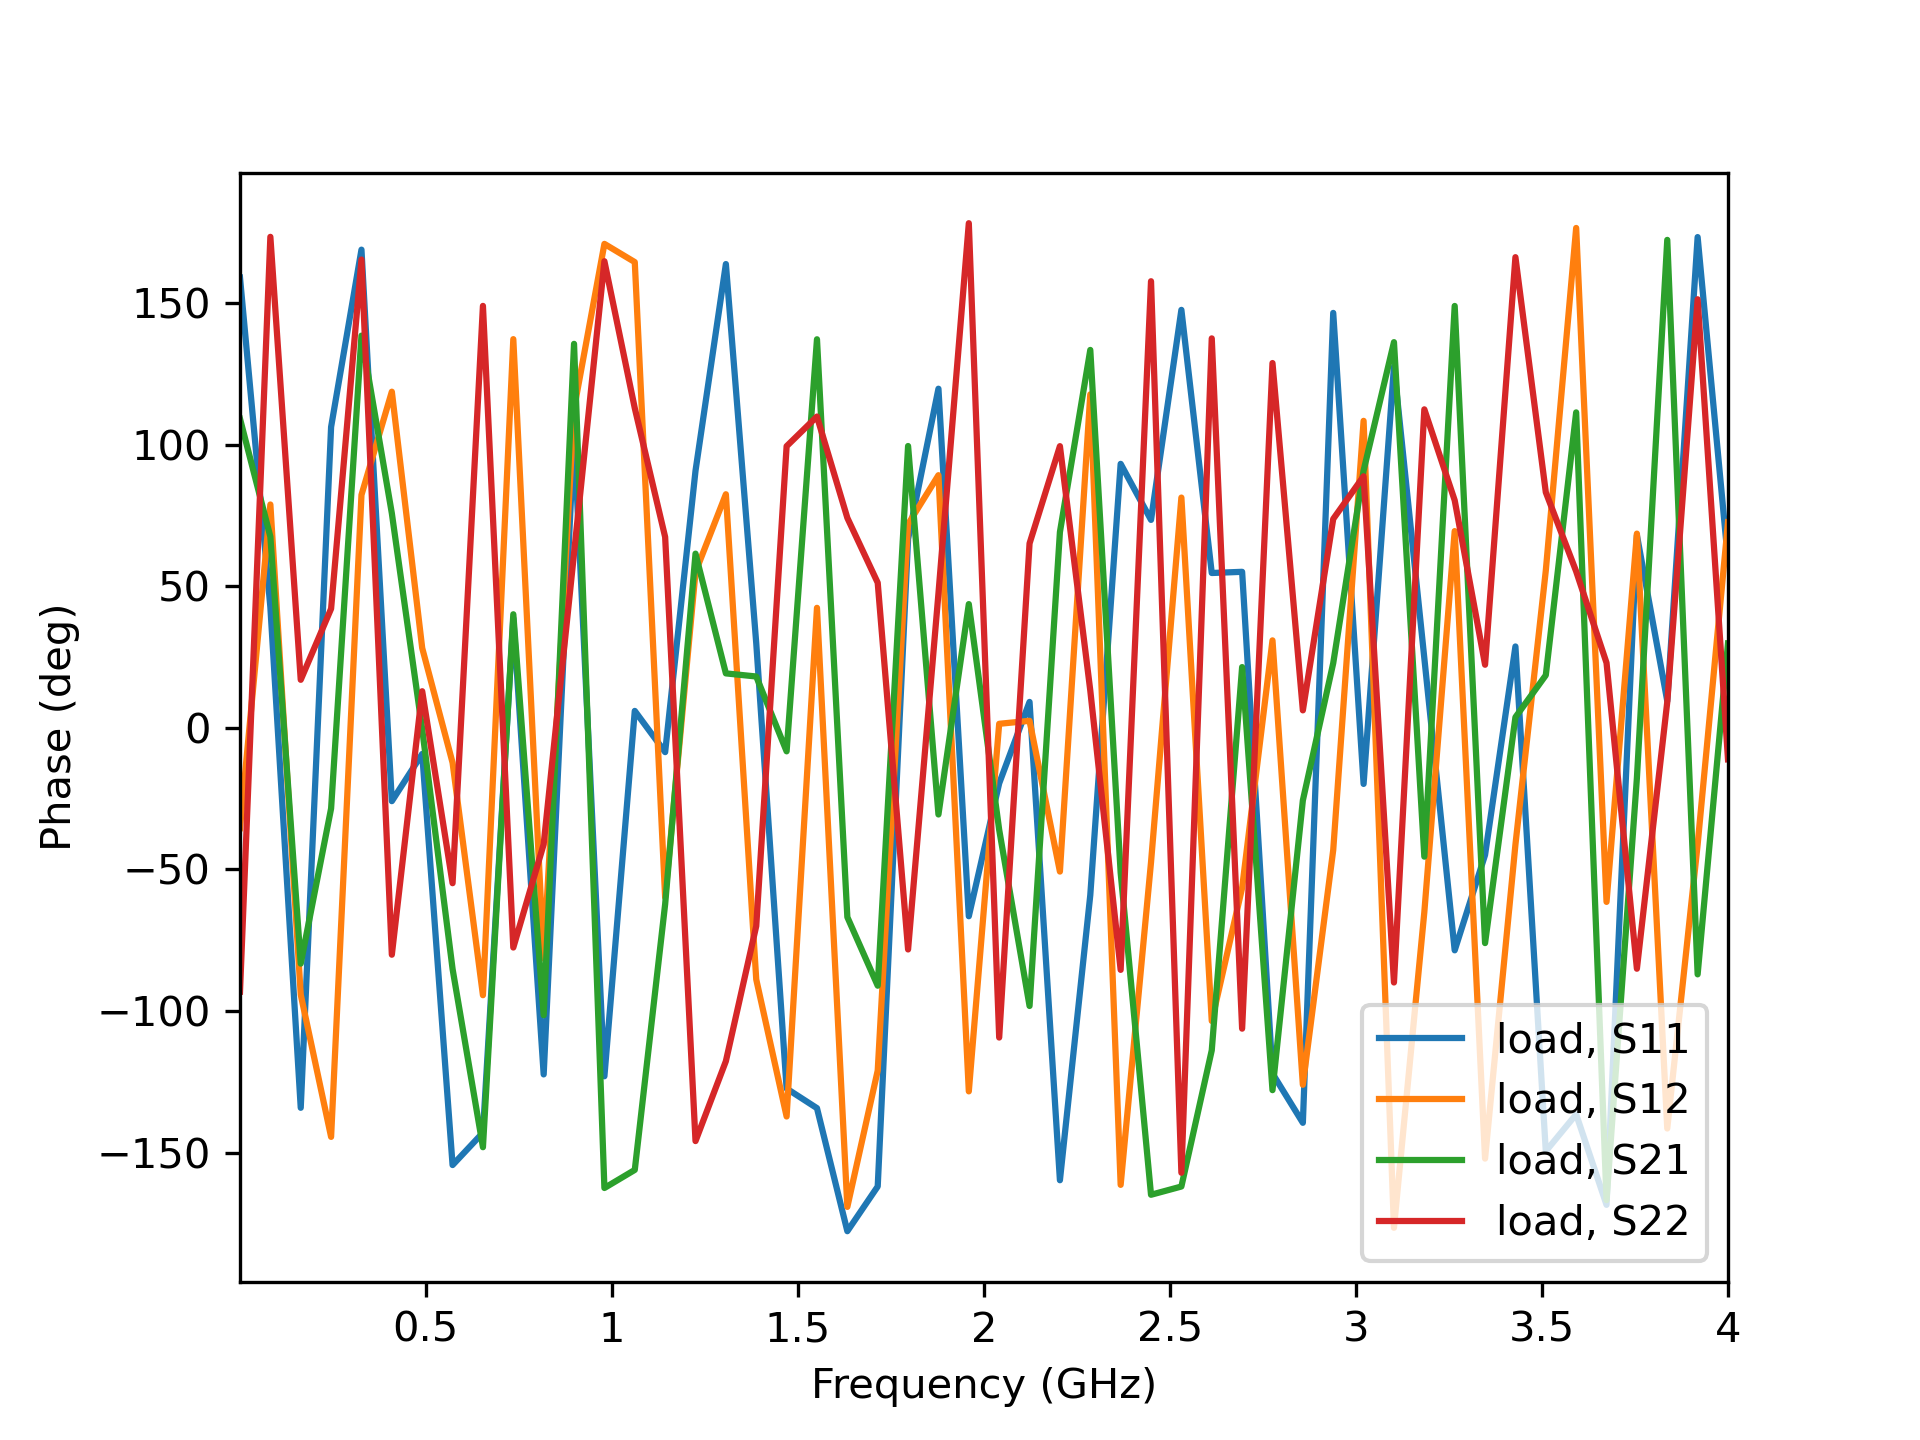 150
100
50
0
−50
−100
−150
Phase (deg)
load, S11
load, S12
load, S21
load, S22
0.5 1 1.5 2 2.5 3 3.5 4
Frequency (GHz)